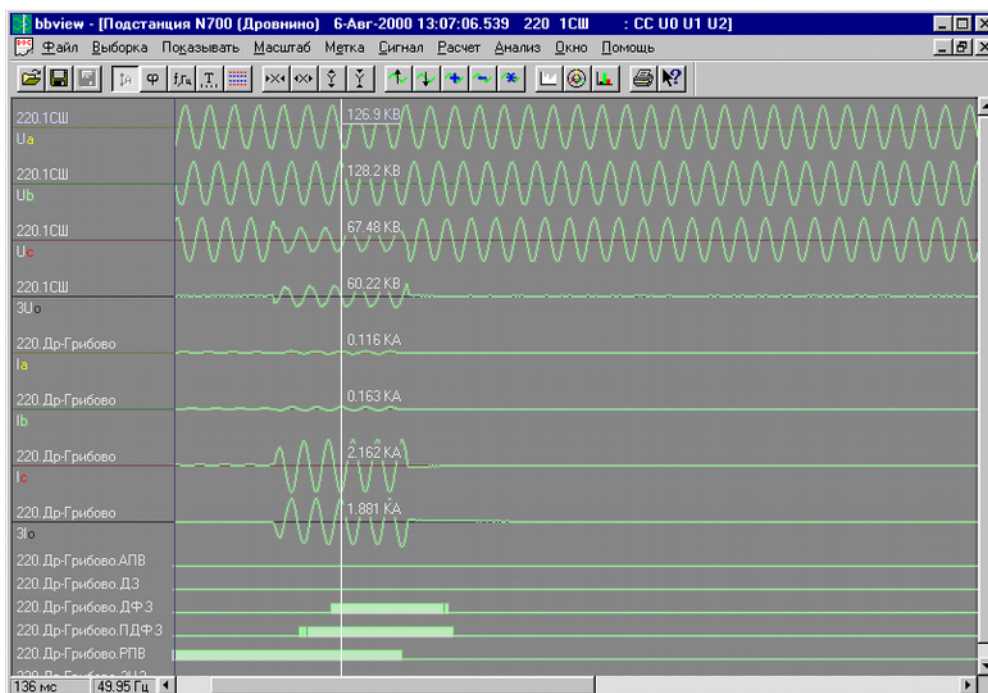 bbview - [Подстанция N700 (Дровнино)    6-Авг-2000 13:07:06.539    220  1СШ       : CC U0 U1 U2]
Файл Выборка Показывать Масштаб Метка Сигнал Расчет Анализ Окно Помощь
220.1СШ
126.9 КВ
Ua
220.1СШ
128.2 КВ
Ub
220.1СШ
67.48 КВ
Uc
220.1СШ
60.22 КВ
3Uo
220.Др-Грибово
0.116 КА
Ia
220.Др-Грибово
0.163 КА
Ib
220.Др-Грибово
2.162 КА
Ic
220.Др-Грибово
1.881 КА
3Io
220.Др-Грибово.АПВ
220.Др-Грибово.ДЗ
220.Др-Грибово.ДФЗ
220.Др-Грибово.ПДФЗ
220.Др-Грибово.РПВ
136 мс
49.95 Гц